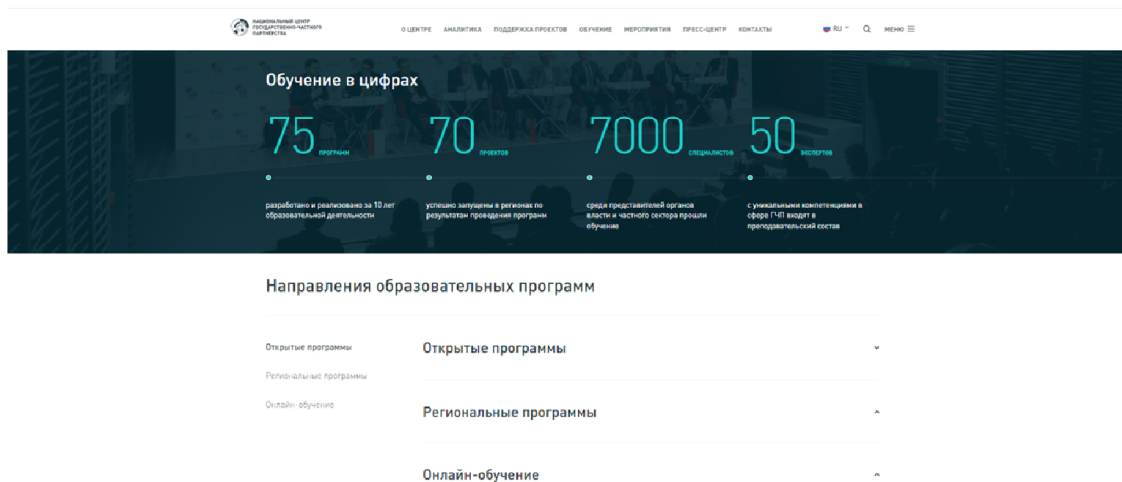 НАЦИОНАЛЬНЫЙ ЦЕНТР
ГОСУДАРСТВЕННО-ЧАСТНОГО
ПАРТНЁРСТВА
О ЦЕНТРЕ АНАЛИТИКА ПОДДЕРЖКА ПРОЕКТОВ ОБУЧЕНИЕ МЕРОПРИЯТИЯ ПРЕСС-ЦЕНТР КОНТАКТЫ RU МЕНЮ
Обучение в цифрах
75 ПРОГРАММ
разработано и реализовано за 10 лет
образовательной деятельности
70 ПРОЕКТОВ
успешно запущены в регионах по
результатам проведения программ
7000 СПЕЦИАЛИСТОВ
среди представителей органов
власти и частного сектора прошли
обучение
50 ЭКСПЕРТОВ
с уникальными компетенциями в
сфере ГЧП входят в
преподавательский состав
Направления образовательных программ
Открытые программы
Региональные программы
Онлайн-обучение
Открытые программы
Региональные программы
Онлайн-обучение